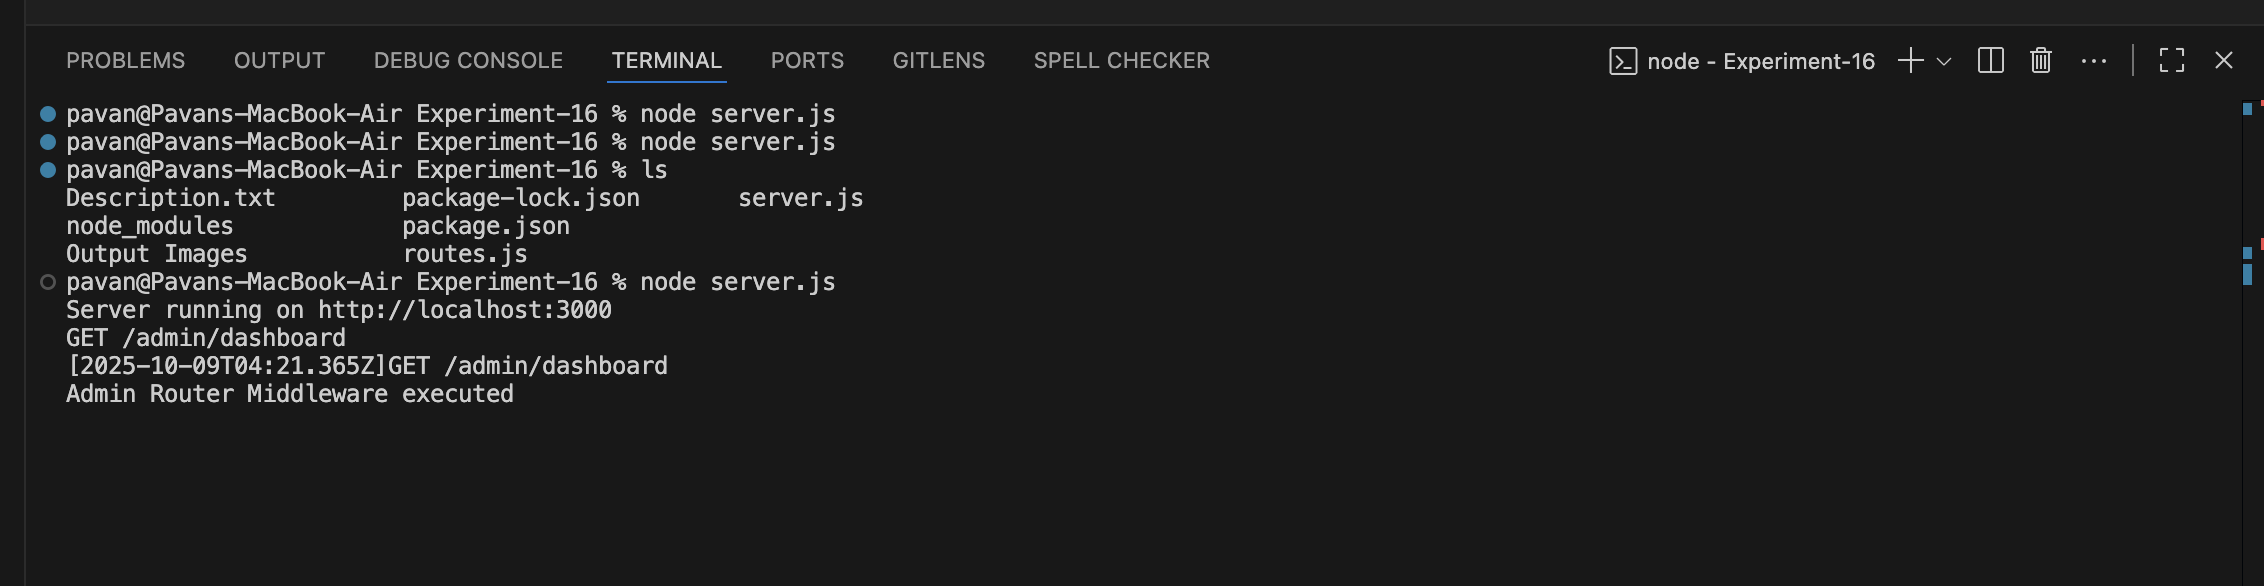 PROBLEMS OUTPUT DEBUG CONSOLE TERMINAL PORTS GITLENS SPELL CHECKER node - Experiment-16
pavan@Pavans-MacBook-Air Experiment-16 % node server.js
pavan@Pavans-MacBook-Air Experiment-16 % node server.js
pavan@Pavans-MacBook-Air Experiment-16 % ls
Description.txt package-lock.json server.js
node_modules package.json
Output Images routes.js
pavan@Pavans-MacBook-Air Experiment-16 % node server.js
Server running on http://localhost:3000
GET /admin/dashboard
[2025-10-09T04:21.365Z]GET /admin/dashboard
Admin Router Middleware executed